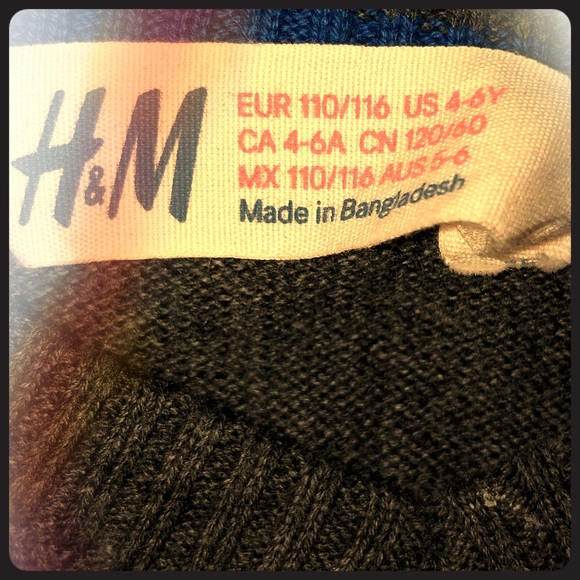 H&M
EUR 110/116 US 4-6Y
CA 4-6A CN 120/60
MX 110/116 AUS 5-6
Made in Bangladesh